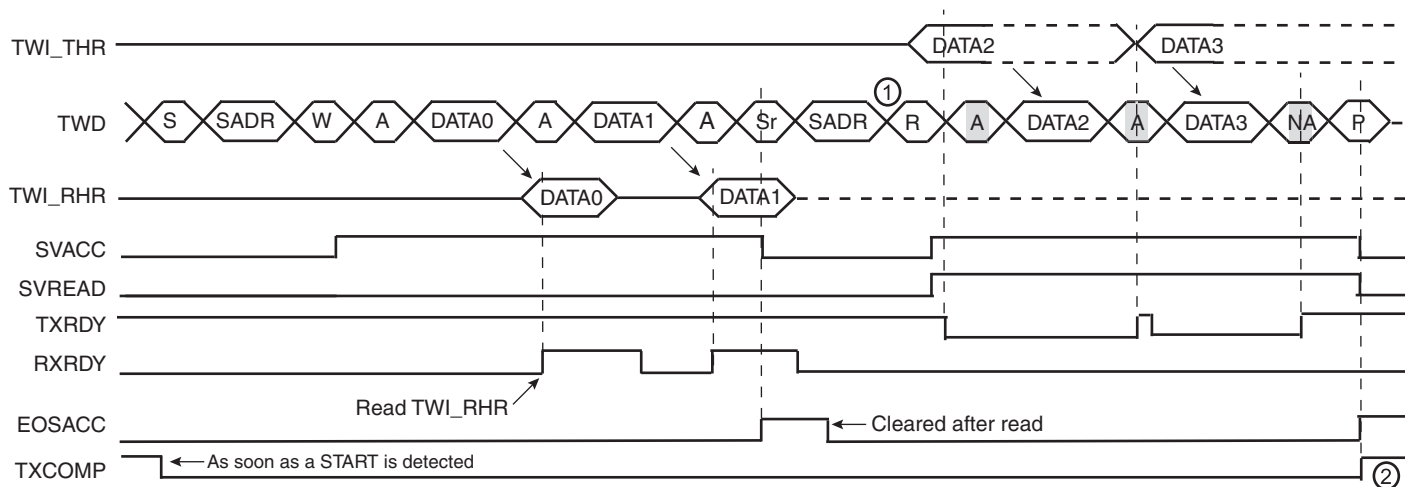 TWI_THR DATA2 DATA3
1
TWD S SADR W A DATA0 A DATA1 A Sr SADR R A DATA2 A DATA3 NA P
TWI_RHR DATA0 DATA1
SVACC
SVREAD
TXRDY
RXRDY
Read TWI_RHR
EOSACC Cleared after read
TXCOMP As soon as a START is detected 2